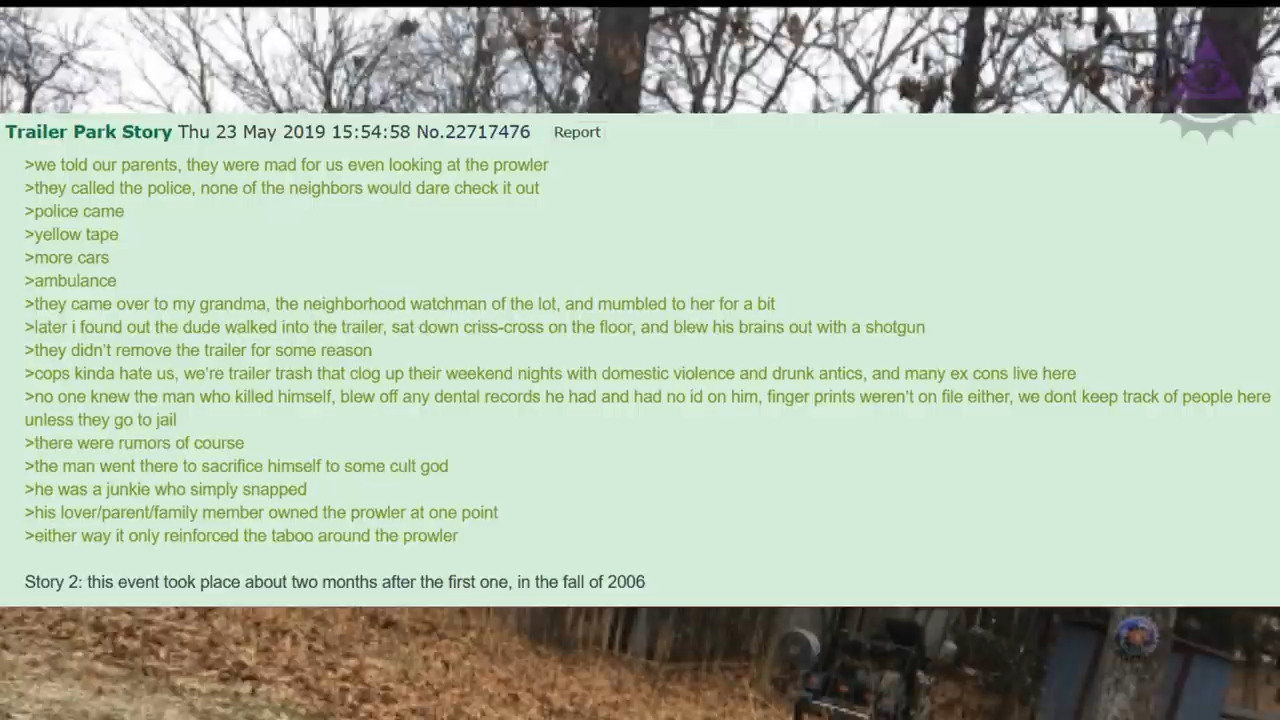 Trailer Park Story Thu 23 May 2019 15:54:58 No.22717476 Report
>we told our parents, they were mad for us even looking at the prowler
>they called the police, none of the neighbors would dare check it out
>police came
>yellow tape
>more cars
>ambulance
>they came over to my grandma, the neighborhood watchman of the lot, and mumbled to her for a bit
>later i found out the dude walked into the trailer, sat down criss-cross on the floor, and blew his brains out with a shotgun
>they didn't remove the trailer for some reason
>cops kinda hate us, we're trailer trash that clog up their weekend nights with domestic violence and drunk antics, and many ex cons live here
>no one knew the man who killed himself, blew off any dental records he had and had no id on him, finger prints weren't on file either, we dont keep track of people here
unless they go to jail
>there were rumors of course
>the man went there to sacrifice himself to some cult god
>he was a junkie who simply snapped
>his lover/parent/family member owned the prowler at one point
>either way it only reinforced the taboo around the prowler
Story 2: this event took place about two months after the first one, in the fall of 2006